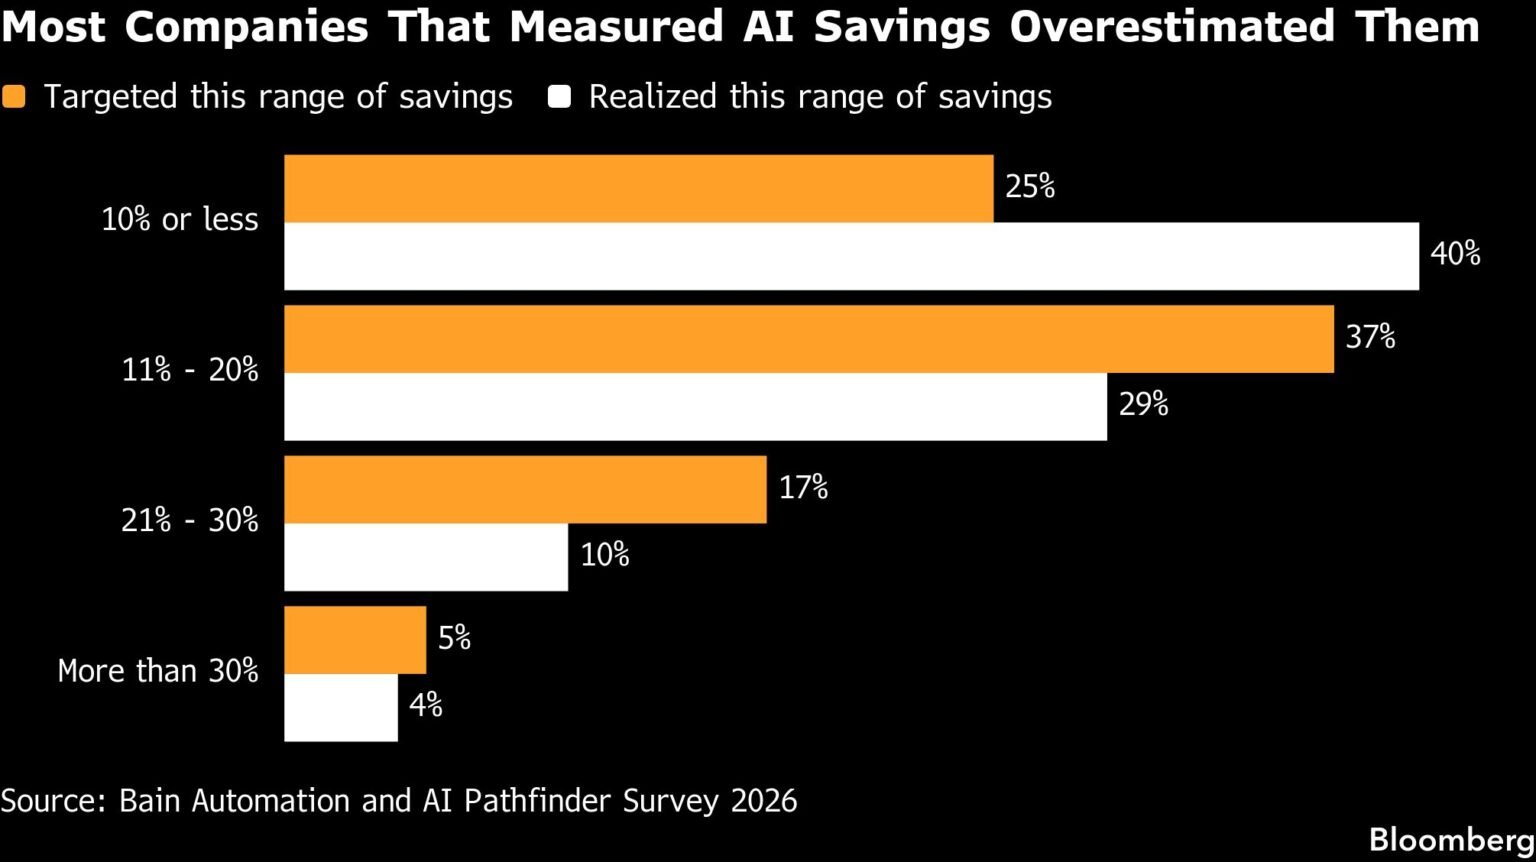 Most Companies That Measured AI Savings Overestimated Them
Targeted this range of savings Realized this range of savings
10% or less
25%
40%
11% - 20%
37%
29%
21% - 30%
17%
10%
More than 30%
5%
4%
Source: Bain Automation and AI Pathfinder Survey 2026
Bloomberg